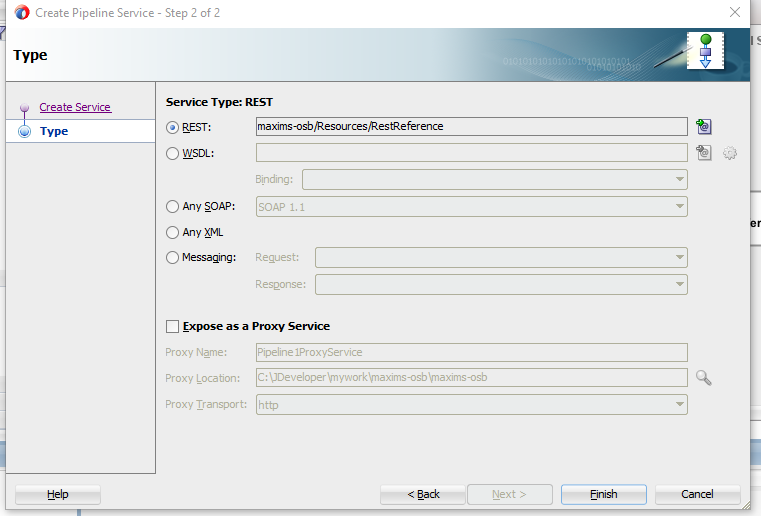 Create Pipeline Service - Step 2 of 2
Type
Create Service
Type
Service Type: REST
REST: maxims-osb/Resources/RestReference
WSDL:
Binding:
Any SOAP: SOAP 1.1
Any XML
Messaging: Request:
Response:
Expose as a Proxy Service
Proxy Name: Pipeline1ProxyService
Proxy Location: C:\JDeveloper\mywork\maxims-osb\maxims-osb
Proxy Transport: http
Help
< Back
Next >
Finish
Cancel